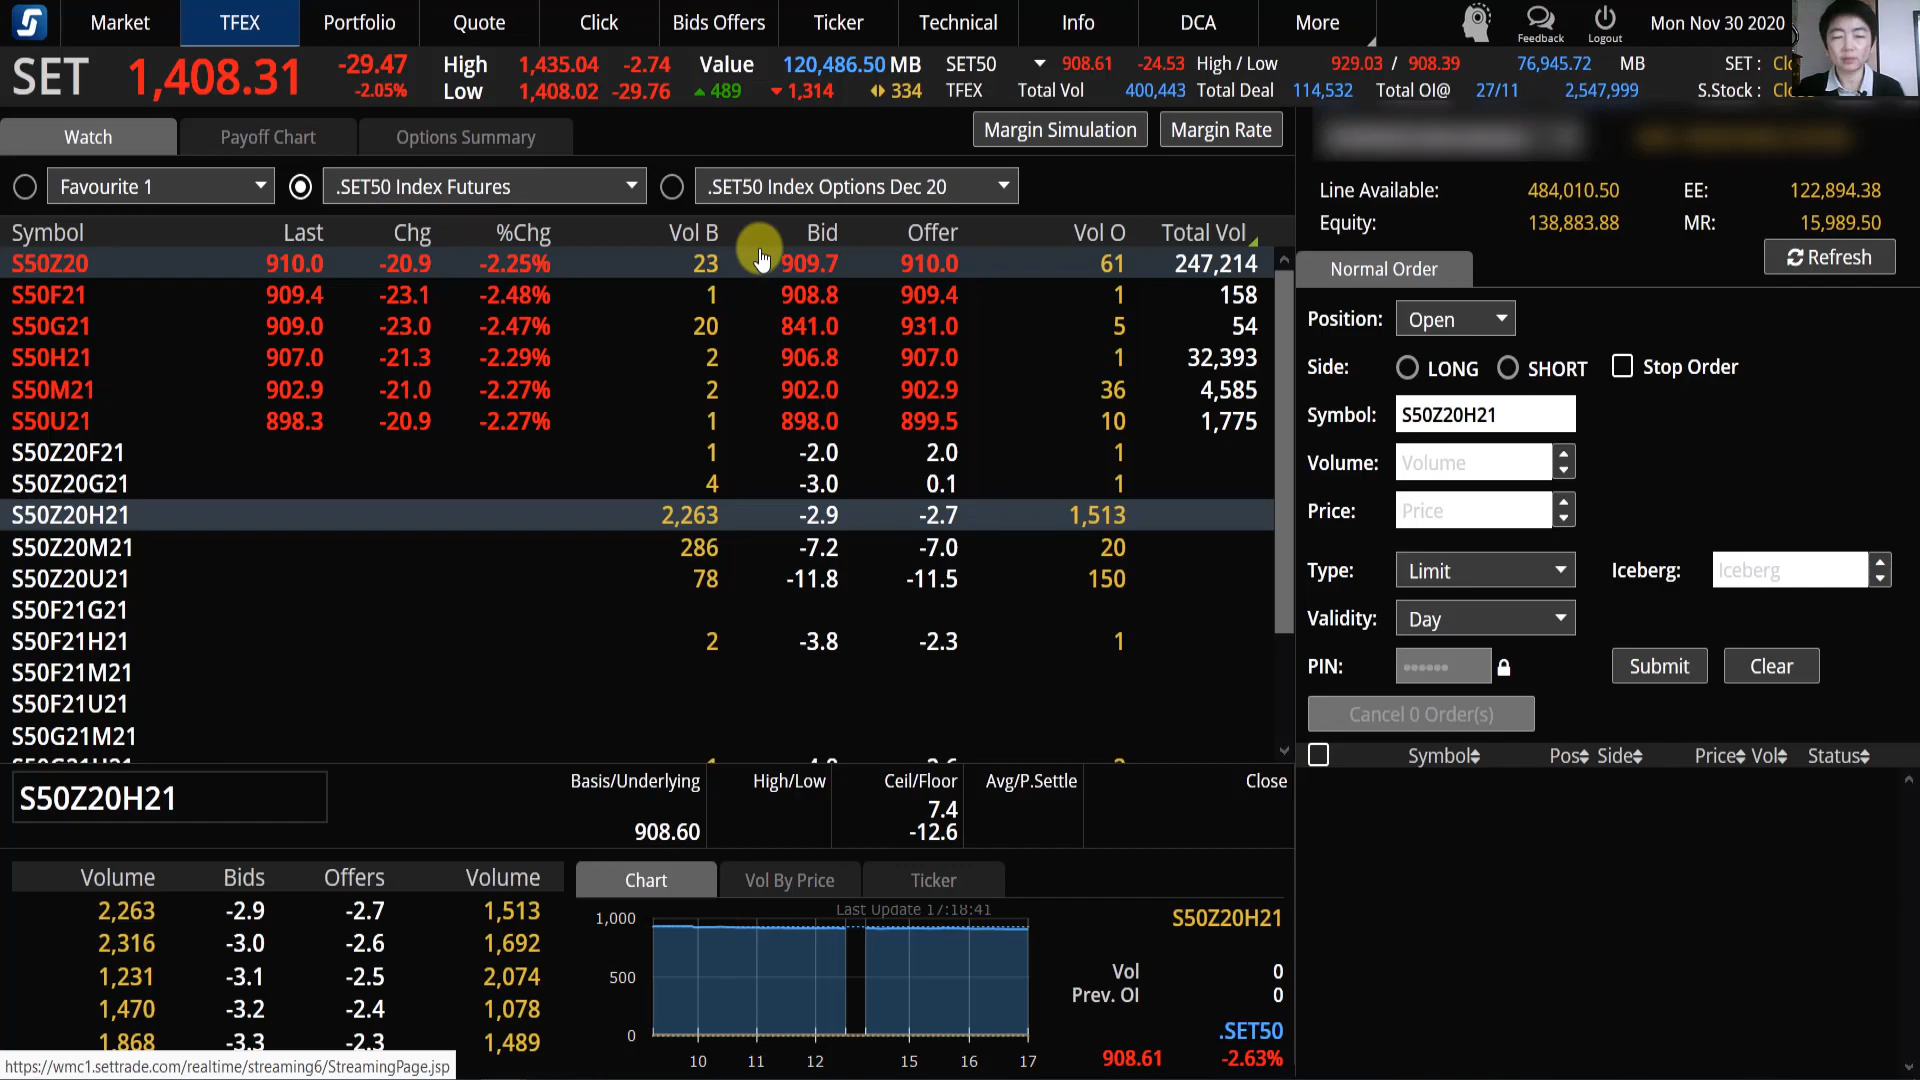 Market TFEX Portfolio Quote Click Bids Offers Ticker Technical Info DCA More Feedback Logout Mon Nov 30 2020
SET 1,408.31 -29.47 -2.05%
High 1,435.04 -2.74 Value 120,486.50 MB SET50 908.61 -24.53 High / Low 929.03 / 908.39 76,945.72 MB SET :
Low 1,408.02 -29.76 489 1,314 334 TFEX Total Vol 400,443 Total Deal 114,532 Total OI@ 27/11 2,547,999 S.Stock :
Watch Payoff Chart Options Summary Margin Simulation Margin Rate
Favourite 1 .SET50 Index Futures .SET50 Index Options Dec 20
Symbol Last Chg %Chg Vol B Bid Offer Vol O Total Vol
S50Z20 910.0 -20.9 -2.25% 23 909.7 910.0 61 247,214
S50F21 909.4 -23.1 -2.48% 1 908.8 909.4 1 158
S50G21 909.0 -23.0 -2.47% 20 841.0 931.0 5 54
S50H21 907.0 -21.3 -2.29% 2 906.8 907.0 1 32,393
S50M21 902.9 -21.0 -2.27% 2 902.0 902.9 36 4,585
S50U21 898.3 -20.9 -2.27% 1 898.0 899.5 10 1,775
S50Z20F21 1 -2.0 2.0 1
S50Z20G21 4 -3.0 0.1 1
S50Z20H21 2,263 -2.9 -2.7 1,513
S50Z20M21 286 -7.2 -7.0 20
S50Z20U21 78 -11.8 -11.5 150
S50F21G21
S50F21H21 2 -3.8 -2.3 1
S50F21M21
S50F21U21
S50G21M21
S50Z20H21
Basis/Underlying High/Low Ceil/Floor Avg/P.Settle Close
7.4
908.60 -12.6
Volume Bids Offers Volume
2,263 -2.9 -2.7 1,513
2,316 -3.0 -2.6 1,692
1,231 -3.1 -2.5 2,074
1,470 -3.2 -2.4 1,078
1,868 -3.3 -2.3 1,489
https://wmc1.settrade.com/realtime/streaming6/StreamingPage.jsp
Chart Vol By Price Ticker
Last Update 17:18:41
1,000
500
0
10 11 12 15 16 17
S50Z20H21
Vol 0
Prev. OI 0
.SET50
908.61 -2.63%
Line Available: 484,010.50 EE: 122,894.38
Equity: 138,883.88 MR: 15,989.50
Refresh
Normal Order
Position: Open
Side: LONG SHORT Stop Order
Symbol: S50Z20H21
Volume: Volume
Price: Price
Type: Limit Iceberg: Iceberg
Validity: Day
PIN: Submit Clear
Cancel 0 Order(s)
Symbol Pos Side Price Vol Status